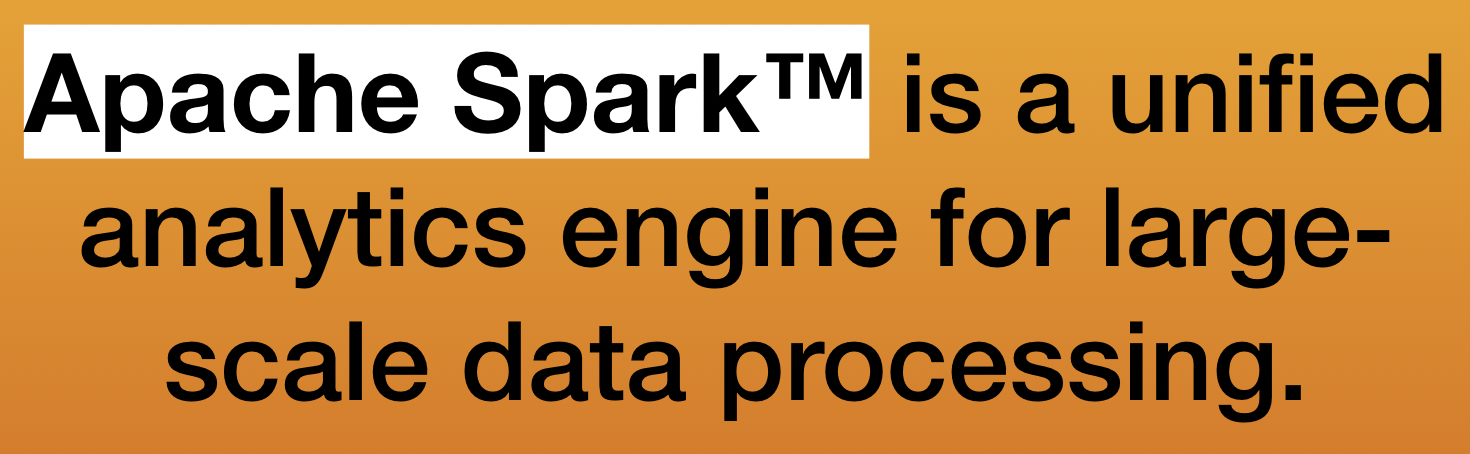 Apache Spark™ is a unified
analytics engine for large-
scale data processing.